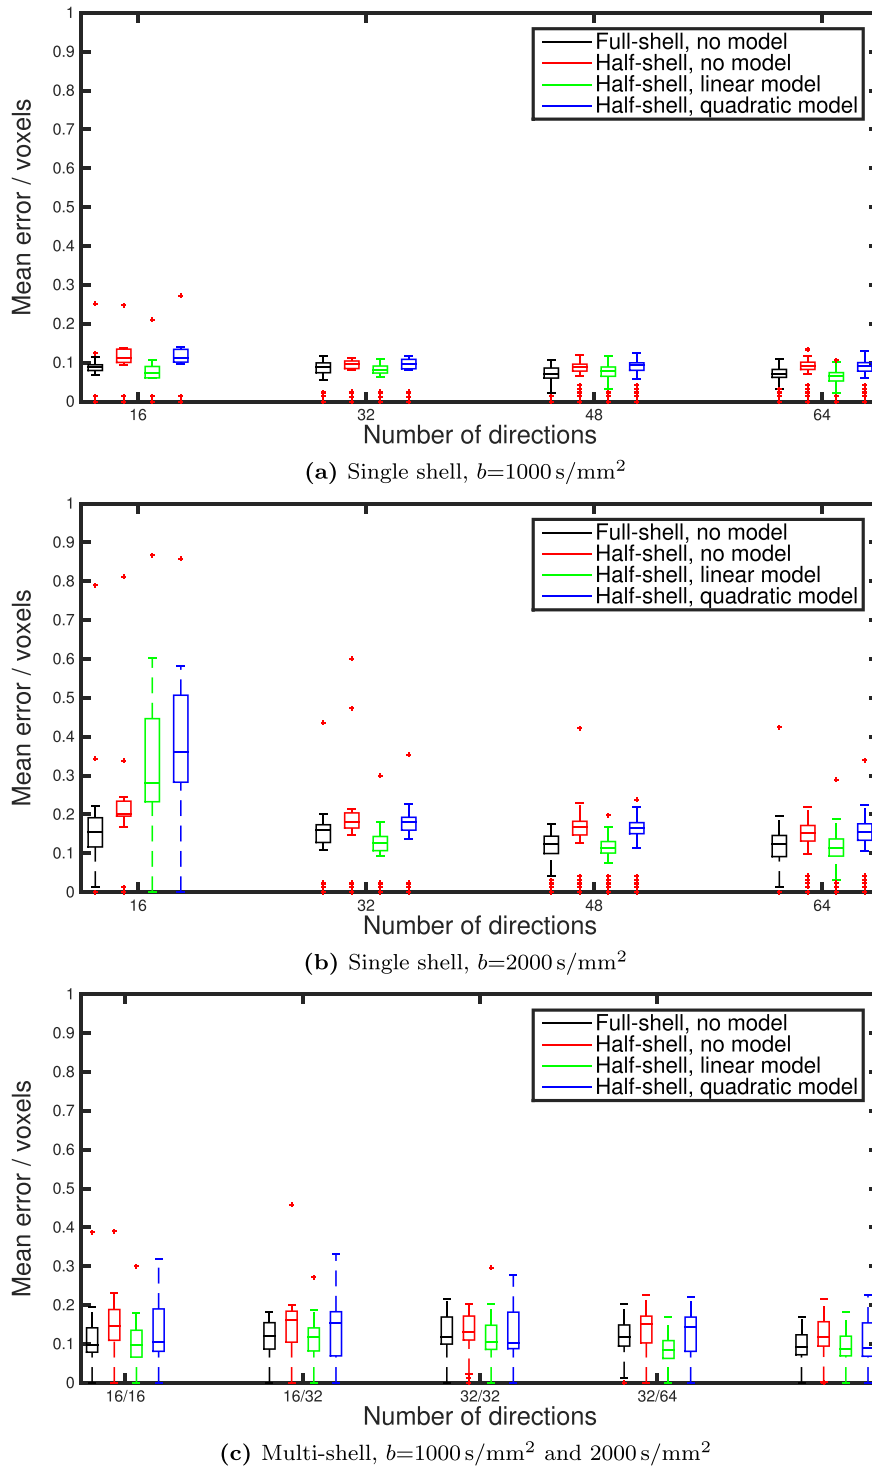 1
0.9
0.8
0.7
0.6
0.5
0.4
0.3
0.2
0.1
0
Mean error / voxels
Full-shell, no model
Half-shell, no model
Half-shell, linear model
Half-shell, quadratic model
16 32 48 64
Number of directions
(a) Single shell, b=1000 s/mm²
1
0.9
0.8
0.7
0.6
0.5
0.4
0.3
0.2
0.1
0
Mean error / voxels
Full-shell, no model
Half-shell, no model
Half-shell, linear model
Half-shell, quadratic model
16 32 48 64
Number of directions
(b) Single shell, b=2000 s/mm²
1
0.9
0.8
0.7
0.6
0.5
0.4
0.3
0.2
0.1
0
Mean error / voxels
Full-shell, no model
Half-shell, no model
Half-shell, linear model
Half-shell, quadratic model
16/16 16/32 32/32 32/64
Number of directions
(c) Multi-shell, b=1000 s/mm² and 2000 s/mm²